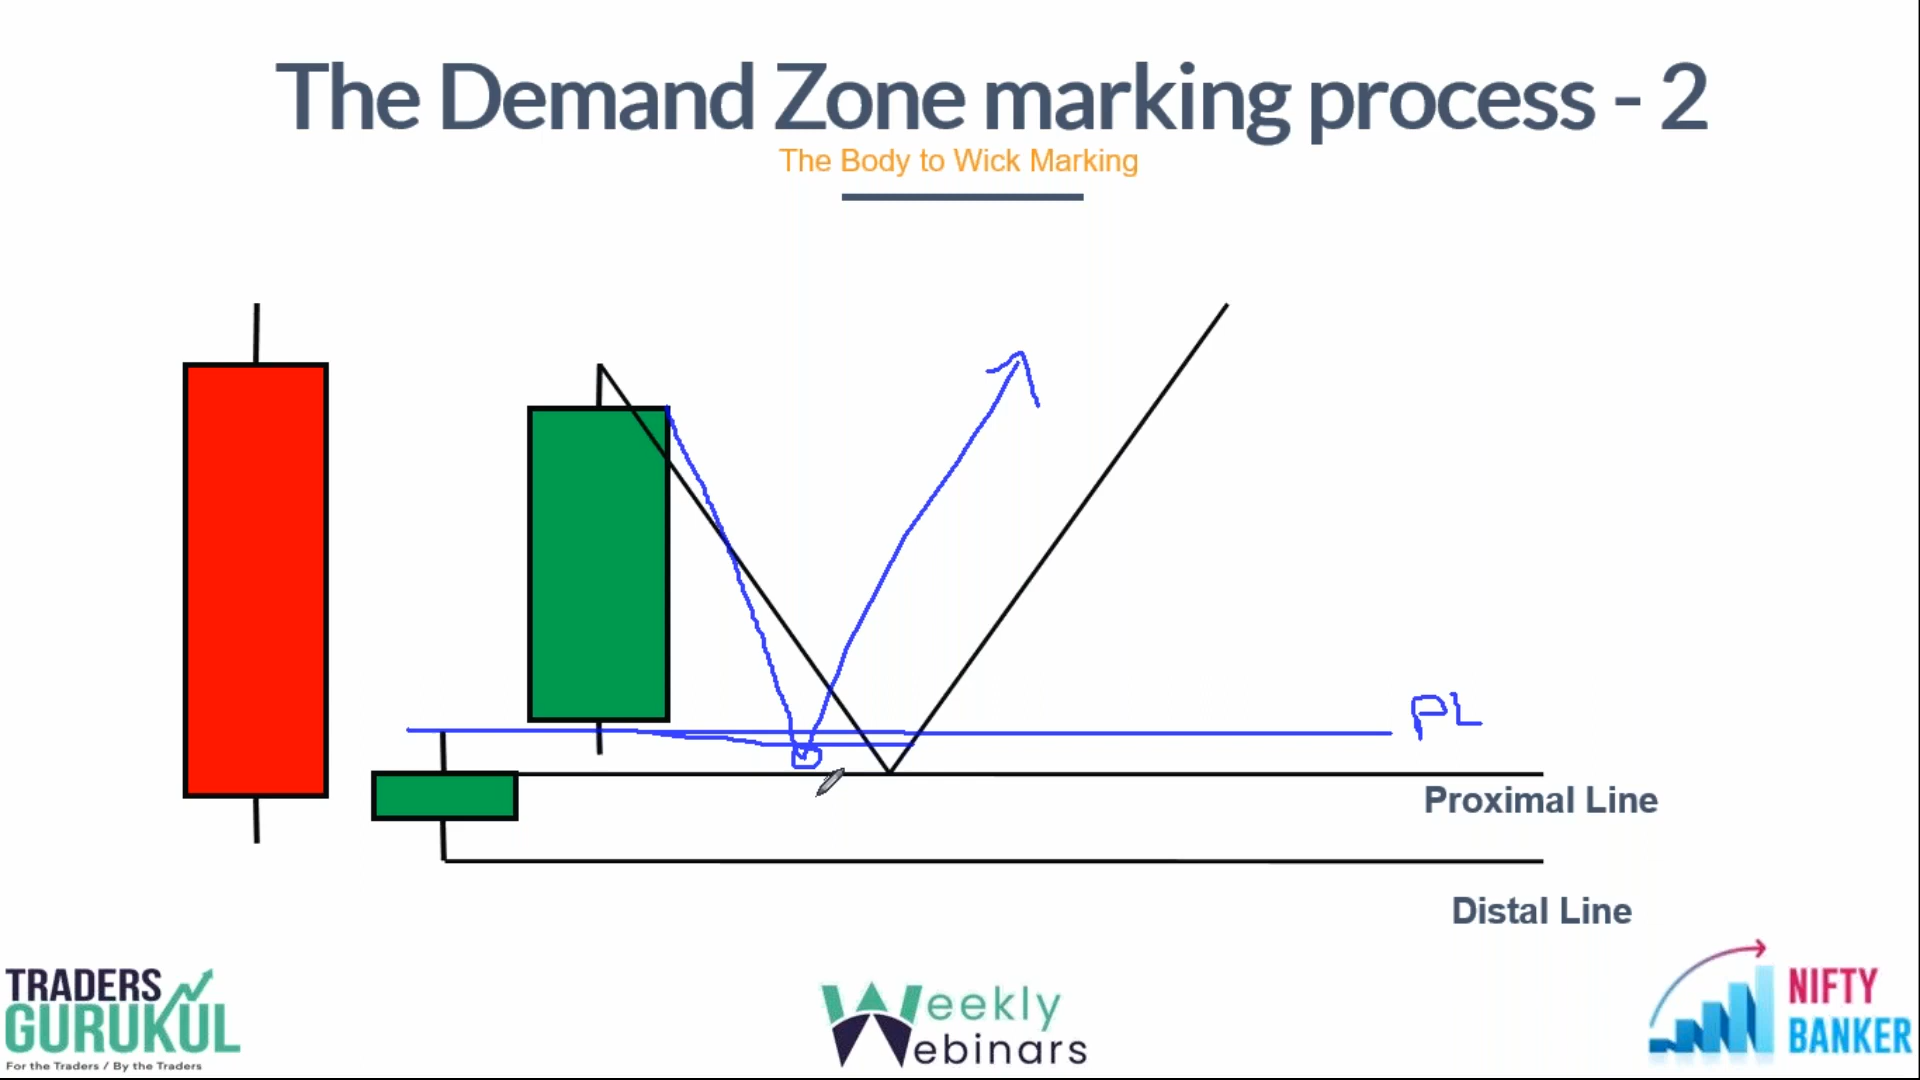 The Demand Zone marking process - 2
The Body to Wick Marking
PL
Proximal Line
Distal Line
TRADERS
GURUKUL
For the Traders / By the Traders
Weekly
Webinars
NIFTY
BANKER